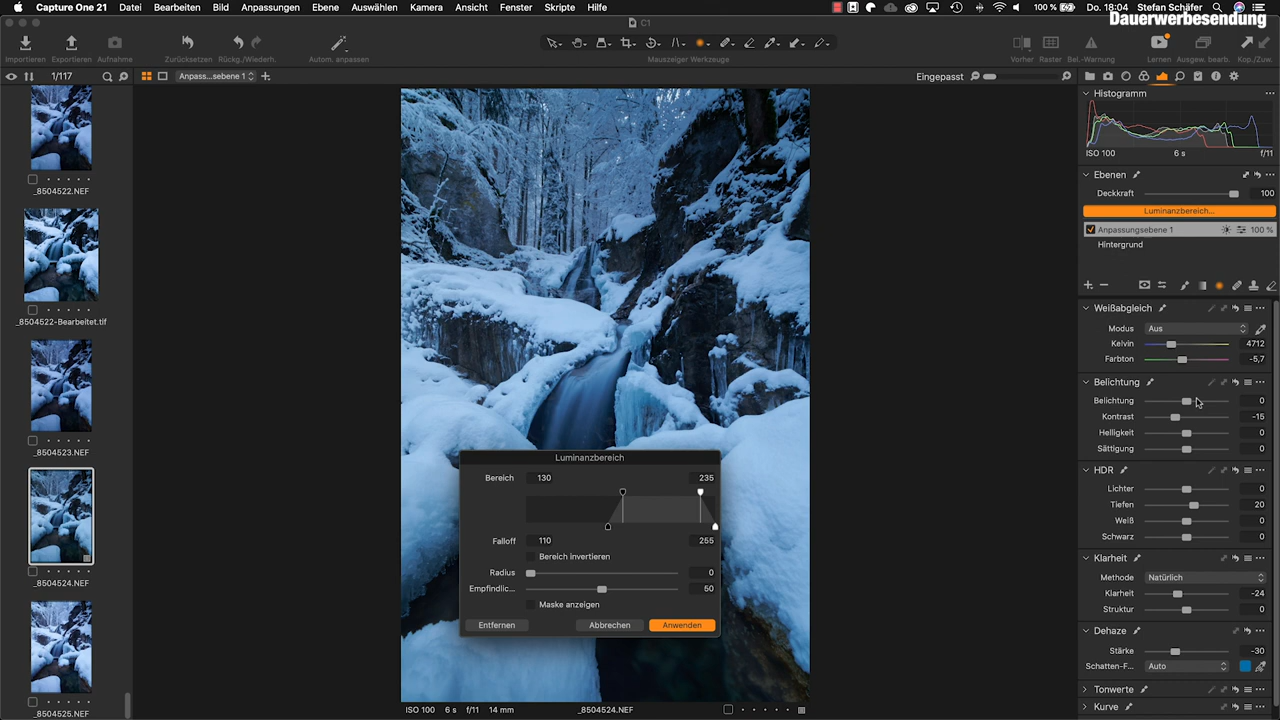 Capture One 21 Datei Bearbeiten Bild Anpassungen Ebene Auswählen Kamera Ansicht Fenster Skripte Hilfe 100 % Do. 18:04 Stefan Schäfer
Dauerwerbesendung
C1
Importieren Exportieren Aufnahme Zurücksetzen Rückg./Wiederh. Autom. anpassen Mauszeiger Werkzeuge Vorher Raster Bel.-Warnung Lernen Ausgew. bearb. Kop./Zuw.
1/117 Anpass...sebene 1 Eingepasst
_8504522.NEF
_8504522-Bearbeitet.tif
_8504523.NEF
_8504524.NEF
_8504525.NEF
Luminanzbereich
Bereich 130 235
Falloff 110 255
Bereich invertieren
Radius 0
Empfindlic... 50
Maske anzeigen
Entfernen Abbrechen Anwenden
ISO 100 6 s f/11 14 mm _8504524.NEF
Histogramm
ISO 100 6 s f/11
Ebenen
Deckkraft 100
Luminanzbereich...
Anpassungsebene 1 100 %
Hintergrund
Weißabgleich
Modus Aus
Kelvin 4712
Farbton -5,7
Belichtung
Belichtung 0
Kontrast -15
Helligkeit 0
Sättigung 0
HDR
Lichter 0
Tiefen 20
Weiß 0
Schwarz 0
Klarheit
Methode Natürlich
Klarheit -24
Struktur 0
Dehaze
Stärke -30
Schatten-F... Auto
Tonwerte
Kurve